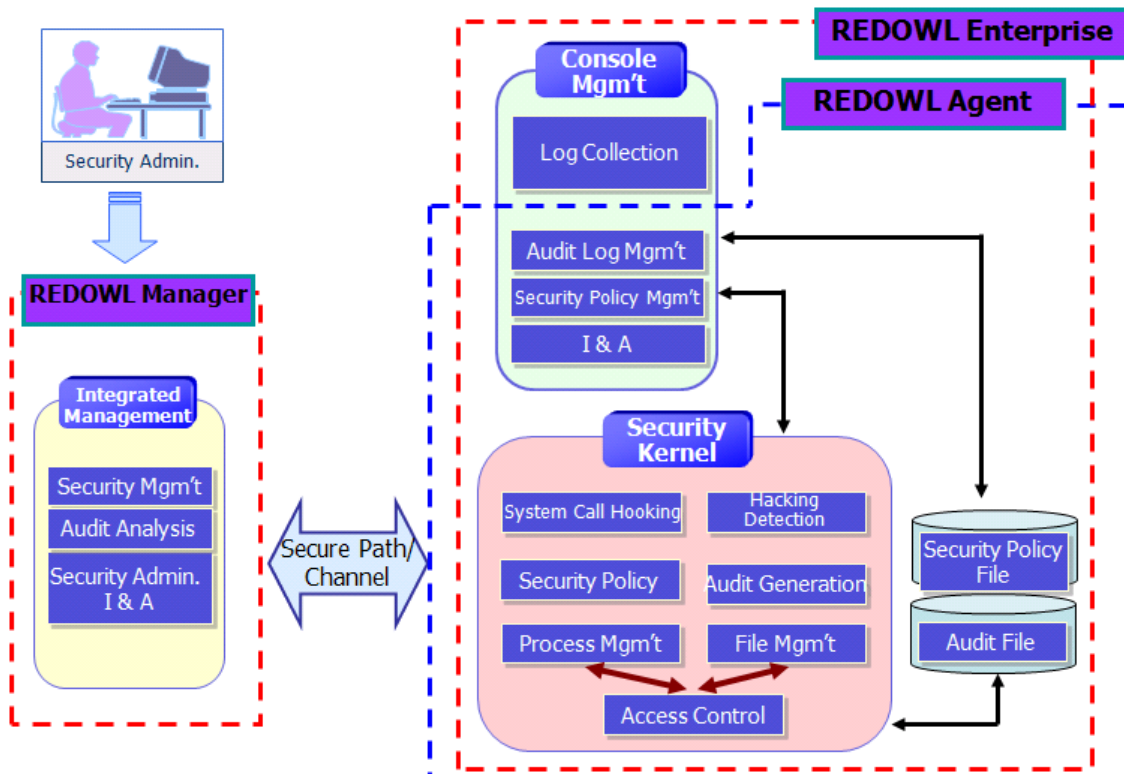 REDOWL Enterprise
Console
Mgm't
REDOWL Agent
Log Collection
Security Admin.
Audit Log Mgm't
Security Policy Mgm't
I & A
REDOWL Manager
Integrated
Management
Security Mgm't
Audit Analysis
Security Admin.
I & A
Secure Path/
Channel
Security
Kernel
System Call Hooking
Hacking
Detection
Security Policy
Audit Generation
Process Mgm't
File Mgm't
Access Control
Security Policy
File
Audit File